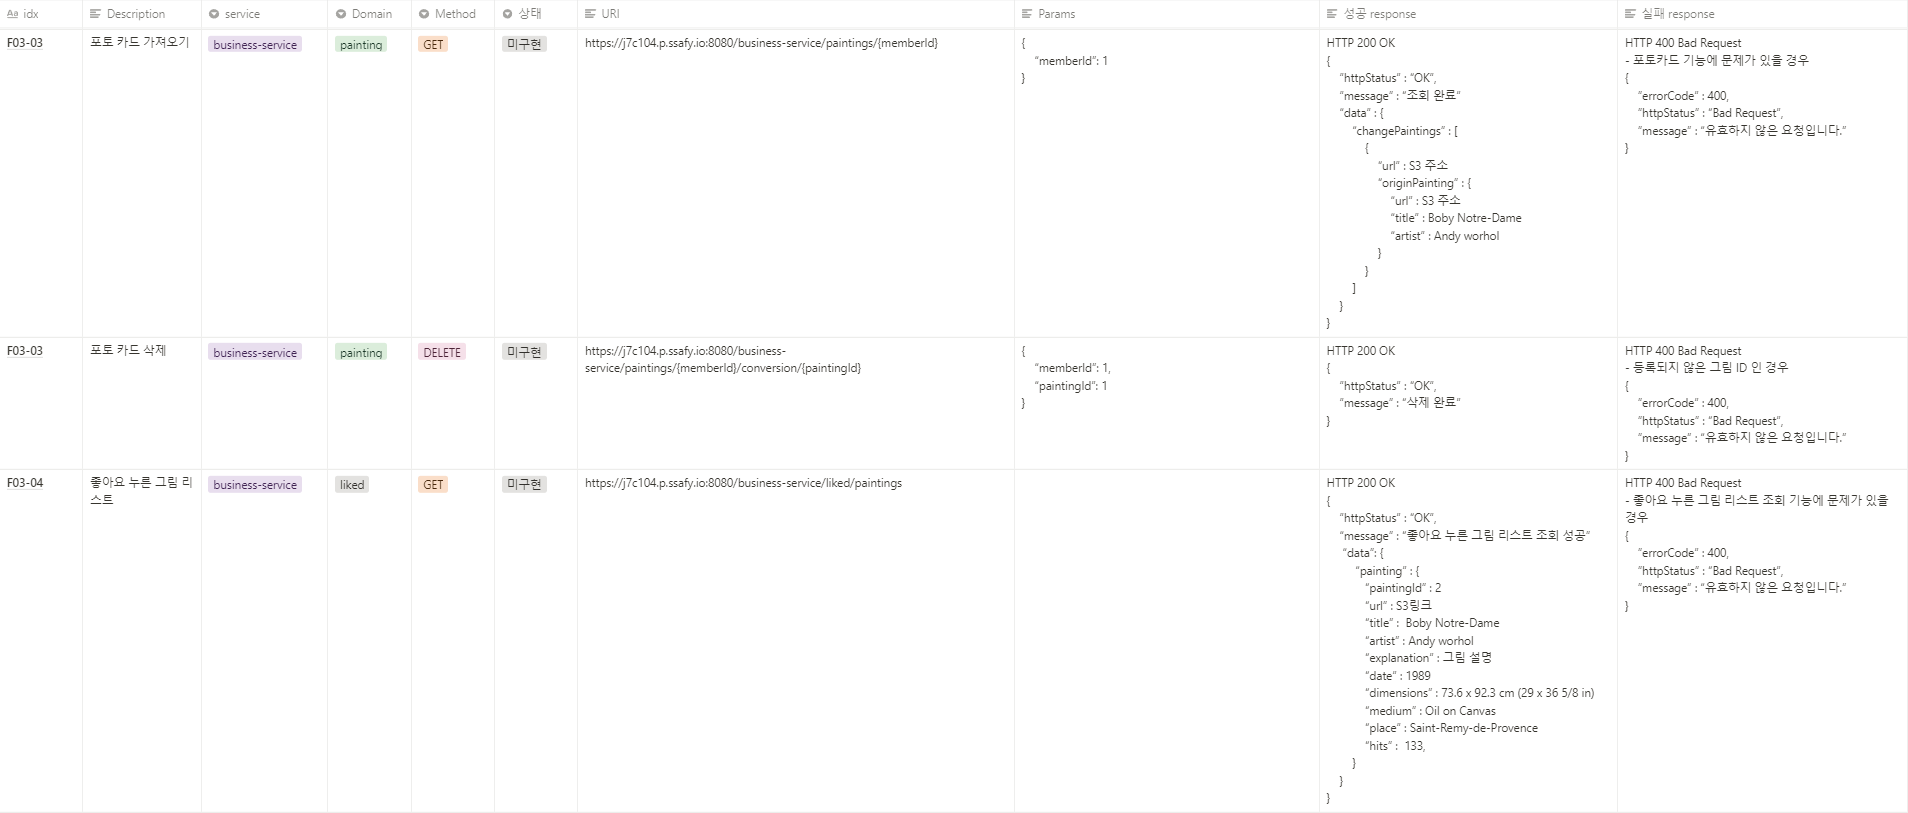 Aa idx
Description
service
Domain
Method
상태
URI
Params
성공 response
실패 response
F03-03
포토 카드 가져오기
business-service
painting
GET
미구현
https://j7c104.p.ssafy.io:8080/business-service/paintings/{memberId}
{
“memberId”: 1
}
HTTP 200 OK
{
“httpStatus” : “OK”,
“message” : “조회 완료”
“data” : {
“changePaintings” : [
{
“url” : S3 주소
“originPainting” : {
“url” : S3 주소
“title” : Boby Notre-Dame
“artist” : Andy worhol
}
}
]
}
}
HTTP 400 Bad Request
- 포토카드 기능에 문제가 있을 경우
{
“errorCode” : 400,
“httpStatus” : “Bad Request”,
“message” : “유효하지 않은 요청입니다.”
}
F03-03
포토 카드 삭제
business-service
painting
DELETE
미구현
https://j7c104.p.ssafy.io:8080/business-
service/paintings/{memberId}/conversion/{paintingId}
{
“memberId”: 1,
“paintingId”: 1
}
HTTP 200 OK
{
“httpStatus” : “OK”,
“message” : “삭제 완료”
}
HTTP 400 Bad Request
- 등록되지 않은 그림 ID 인 경우
{
“errorCode” : 400,
“httpStatus” : “Bad Request”,
“message” : “유효하지 않은 요청입니다.”
}
F03-04
좋아요 누른 그림 리
스트
business-service
liked
GET
미구현
https://j7c104.p.ssafy.io:8080/business-service/liked/paintings
HTTP 200 OK
{
“httpStatus” : “OK”,
“message” : “좋아요 누른 그림 리스트 조회 성공”
“data”: {
“painting” : {
“paintingId” : 2
“url” : S3링크
“title” : Boby Notre-Dame
“artist” : Andy worhol
“explanation” : 그림 설명
“date” : 1989
“dimensions” : 73.6 x 92.3 cm (29 x 36 5/8 in)
“medium” : Oil on Canvas
“place” : Saint-Remy-de-Provence
“hits” : 133,
}
}
}
HTTP 400 Bad Request
- 좋아요 누른 그림 리스트 조회 기능에 문제가 있을
경우
{
“errorCode” : 400,
“httpStatus” : “Bad Request”,
“message” : “유효하지 않은 요청입니다.”
}